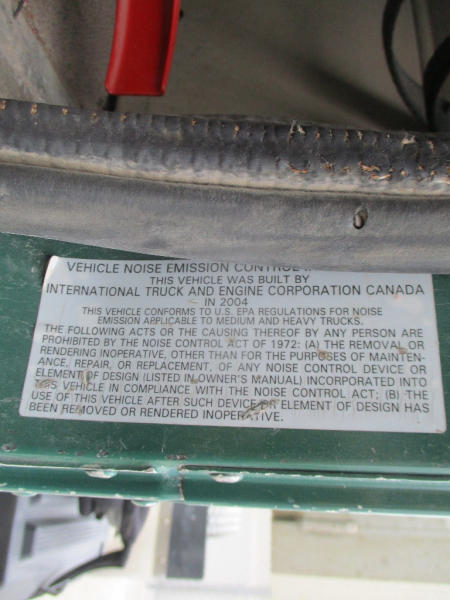 VEHICLE NOISE EMISSION CONTROL
THIS VEHICLE WAS BUILT BY
INTERNATIONAL TRUCK AND ENGINE CORPORATION CANADA
IN 2004
THIS VEHICLE CONFORMS TO U.S. EPA REGULATIONS FOR NOISE
EMISSION APPLICABLE TO MEDIUM AND HEAVY TRUCKS.
THE FOLLOWING ACTS OR THE CAUSING THEREOF BY ANY PERSON ARE
PROHIBITED BY THE NOISE CONTROL ACT OF 1972: (A) THE REMOVAL OR
RENDERING INOPERATIVE, OTHER THAN FOR THE PURPOSES OF MAINTEN-
ANCE, REPAIR, OR REPLACEMENT, OF ANY NOISE CONTROL DEVICE OR
ELEMENT OF DESIGN (LISTED IN OWNER'S MANUAL) INCORPORATED INTO
THIS VEHICLE IN COMPLIANCE WITH THE NOISE CONTROL ACT; (B) THE
USE OF THIS VEHICLE AFTER SUCH DEVICE OR ELEMENT OF DESIGN HAS
BEEN REMOVED OR RENDERED INOPERATIVE.